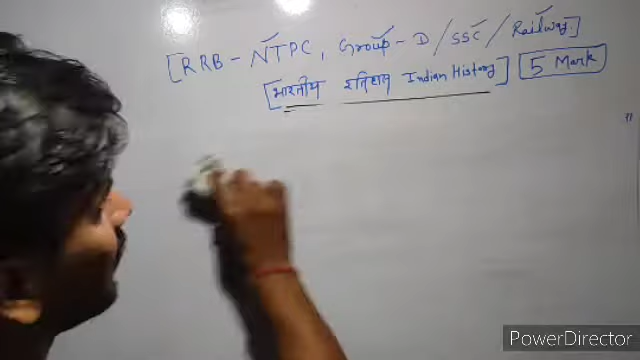 [RRB - NTPC, Group - D / SSC / Railway.]
[भारतीय इतिहास Indian History] 5 Mark
"
PowerDirector